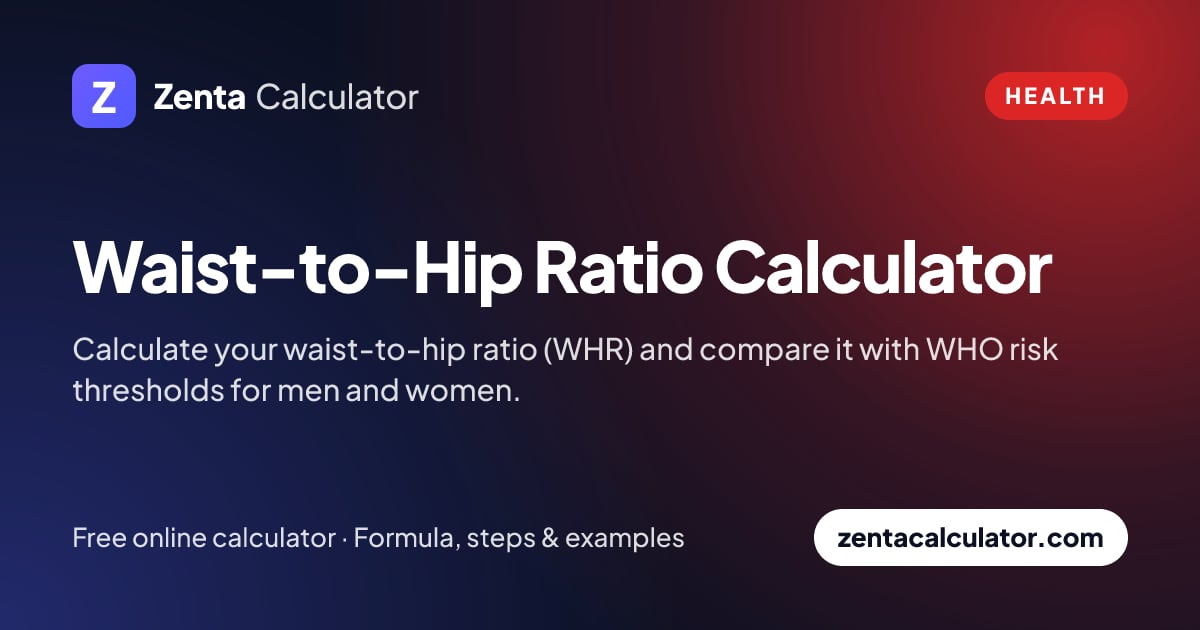 Z
Zenta Calculator
HEALTH
Waist-to-Hip Ratio Calculator
Calculate your waist-to-hip ratio (WHR) and compare it with WHO risk
thresholds for men and women.
Free online calculator · Formula, steps & examples
zentacalculator.com